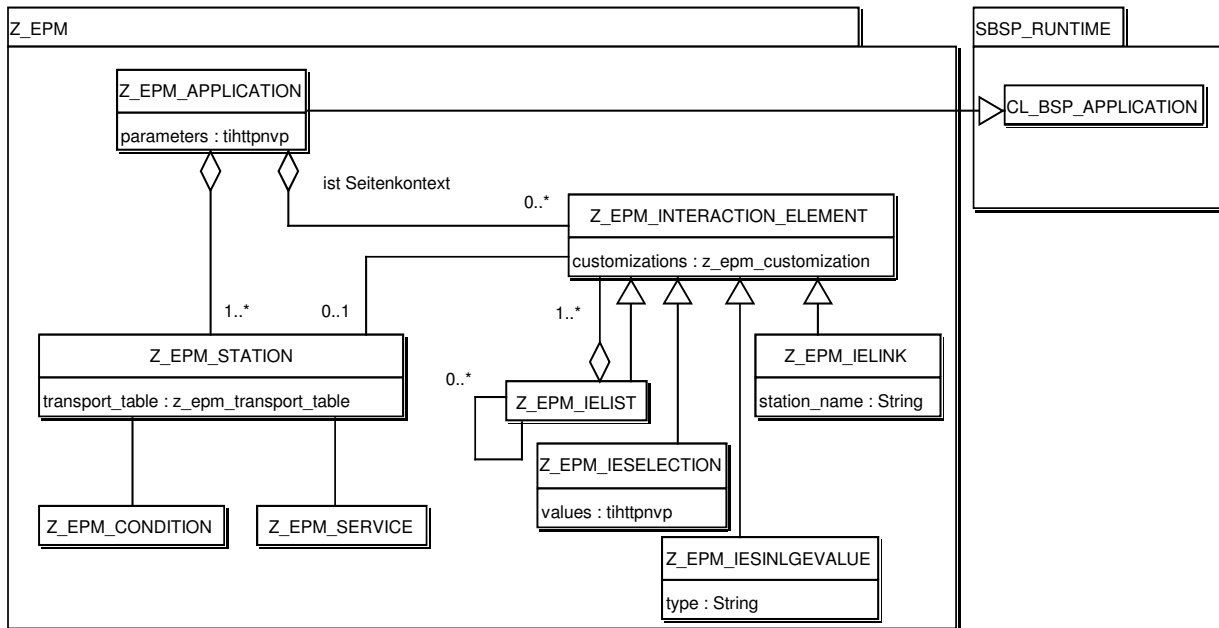 Z_EPM
SBSP_RUNTIME
Z_EPM_APPLICATION
parameters : tihttpnvp
CL_BSP_APPLICATION
ist Seitenkontext
0..*
Z_EPM_INTERACTION_ELEMENT
customizations : z_epm_customization
1..*
0..1
1..*
Z_EPM_STATION
transport_table : z_epm_transport_table
Z_EPM_IELINK
station_name : String
0..*
Z_EPM_IELIST
Z_EPM_IESELECTION
values : tihttpnvp
Z_EPM_CONDITION
Z_EPM_SERVICE
Z_EPM_IESINLGEVALUE
type : String